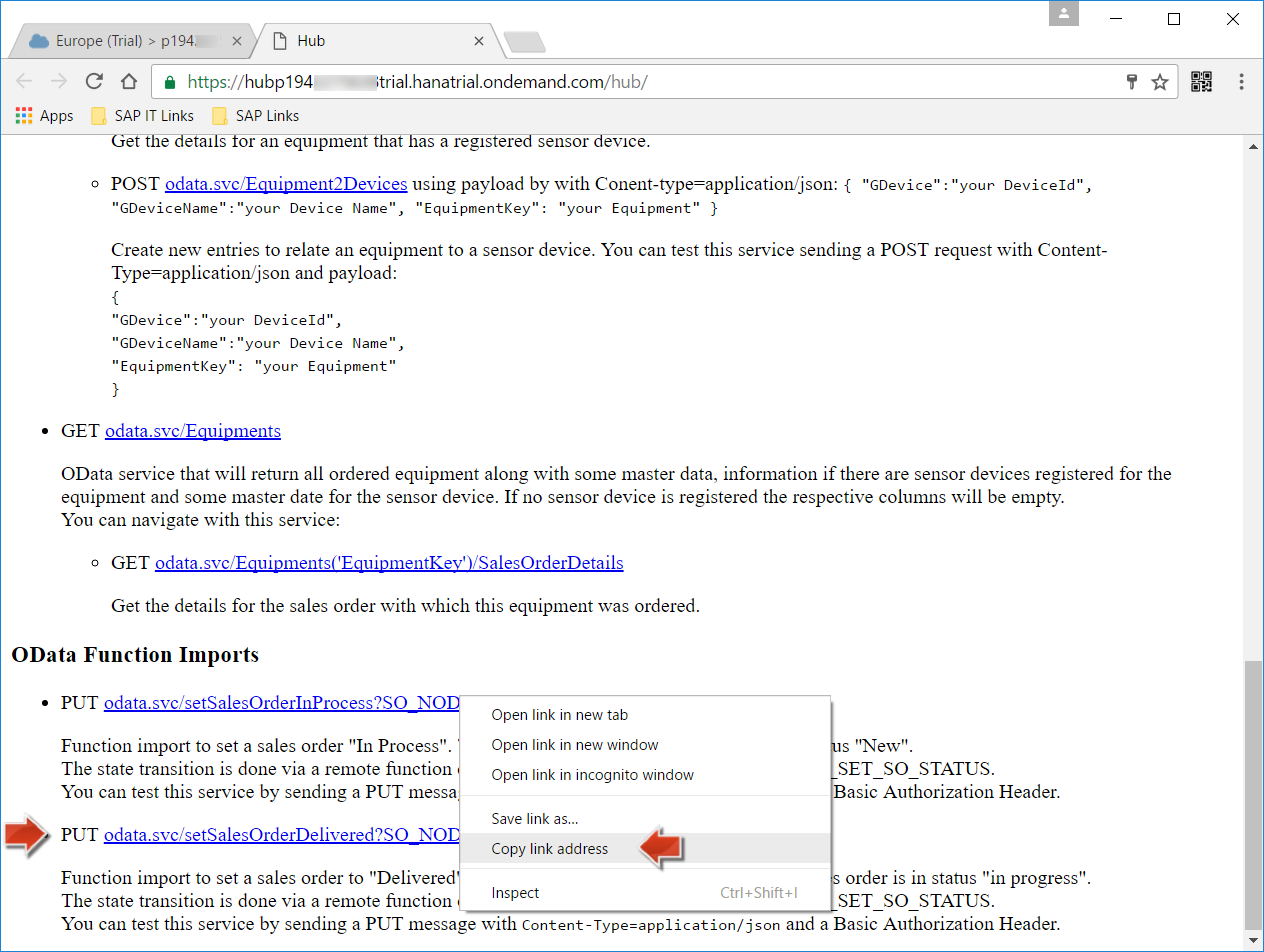 Europe (Trial) > p194
Hub
https://hubp194 trial.hanatrial.ondemand.com/hub/
Apps SAP IT Links SAP Links
Get the details for an equipment that has a registered sensor device.
POST odata.svc/Equipment2Devices using payload by with Conent-type=application/json: { "GDevice":"your DeviceId",
"GDeviceName":"your Device Name", "EquipmentKey": "your Equipment" }
Create new entries to relate an equipment to a sensor device. You can test this service sending a POST request with Content-
Type=application/json and payload:
{
"GDevice":"your DeviceId",
"GDeviceName":"your Device Name",
"EquipmentKey": "your Equipment"
}
GET odata.svc/Equipments
OData service that will return all ordered equipment along with some master data, information if there are sensor devices registered for the
equipment and some master date for the sensor device. If no sensor device is registered the respective columns will be empty.
You can navigate with this service:
GET odata.svc/Equipments('EquipmentKey')/SalesOrderDetails
Get the details for the sales order with which this equipment was ordered.
OData Function Imports
PUT odata.svc/setSalesOrderInProcess?SO_NOD
Function import to set a sales order "In Process". us "New".
The state transition is done via a remote function _SET_SO_STATUS.
You can test this service by sending a PUT messag Basic Authorization Header.
PUT odata.svc/setSalesOrderDelivered?SO_NOD
Function import to set a sales order to "Delivered" s order is in status "in progress".
The state transition is done via a remote function _SET_SO_STATUS.
You can test this service by sending a PUT message with Content-Type=application/json and a Basic Authorization Header.
Open link in new tab
Open link in new window
Open link in incognito window
Save link as...
Copy link address
Inspect Ctrl+Shift+I